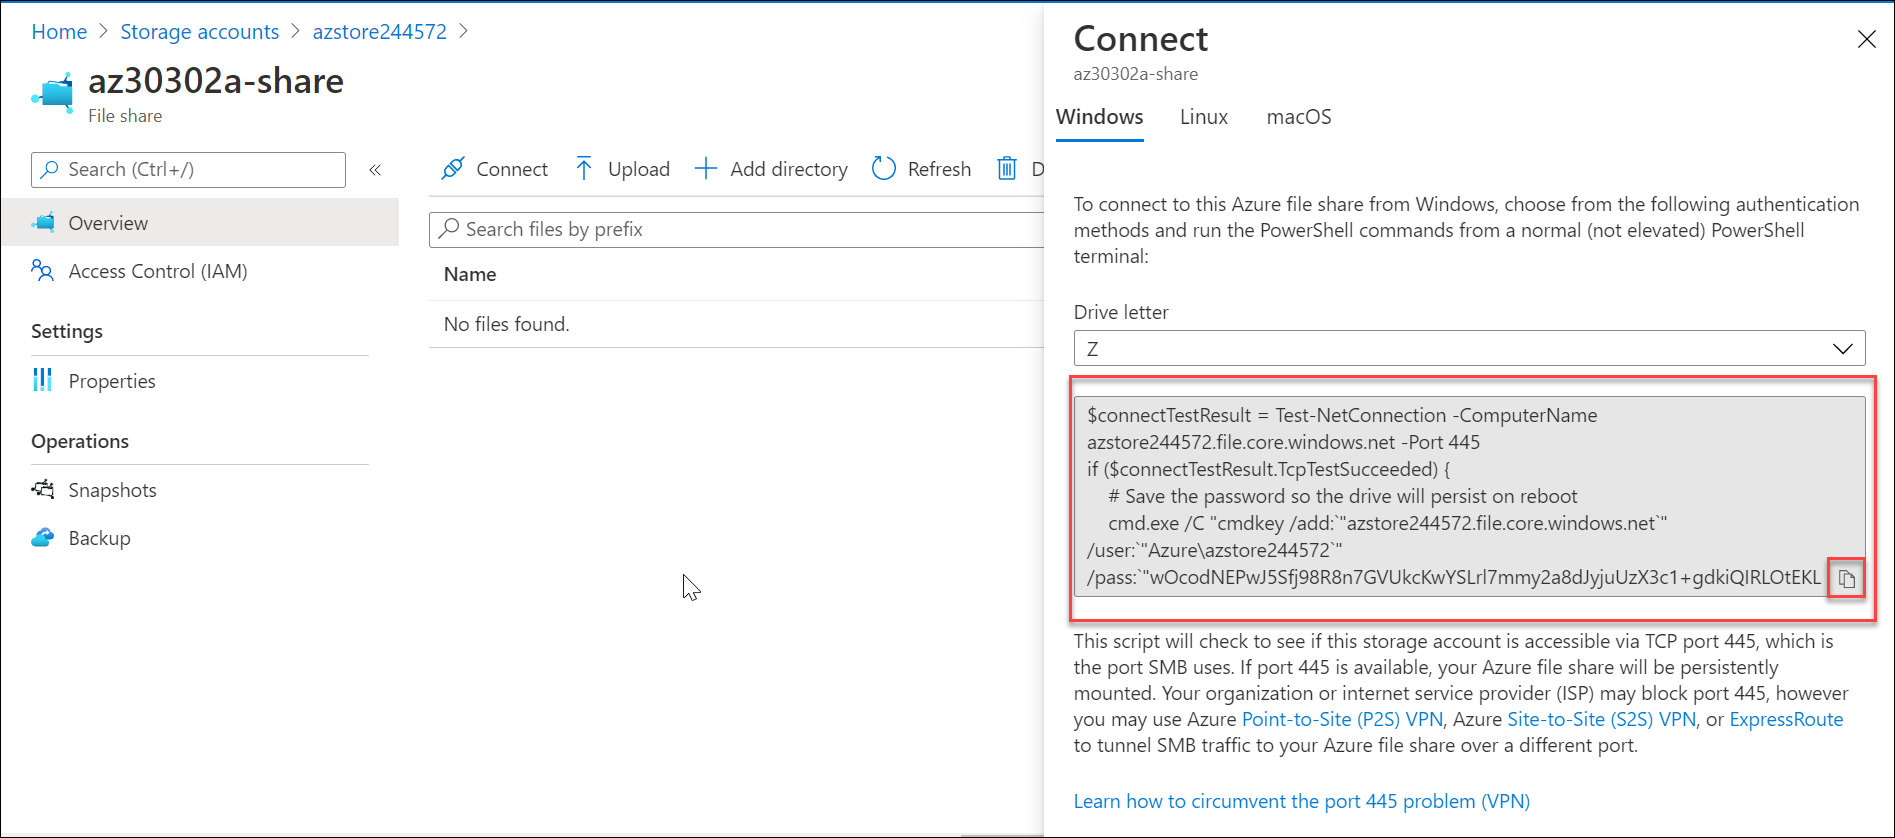 Home > Storage accounts > azstore244572 >
az30302a-share
File share
Search (Ctrl+/)
«
Overview
Access Control (IAM)
Settings
Properties
Operations
Snapshots
Backup
Connect
Upload
Add directory
Refresh
D
Search files by prefix
Name
No files found.
Connect
az30302a-share
Windows
Linux
macOS
To connect to this Azure file share from Windows, choose from the following authentication
methods and run the PowerShell commands from a normal (not elevated) PowerShell
terminal:
Drive letter
Z
$connectTestResult = Test-NetConnection -ComputerName
azstore244572.file.core.windows.net -Port 445
if ($connectTestResult.TcpTestSucceeded) {
# Save the password so the drive will persist on reboot
cmd.exe /C "cmdkey /add:`"azstore244572.file.core.windows.net`"
/user:`"Azure\azstore244572`"
/pass:`"wOcodNEPwJ5Sfj98R8n7GVUkcKwYSLrl7mmy2a8dJyjuUzX3c1+gdkiQIRLOtEKL
This script will check to see if this storage account is accessible via TCP port 445, which is
the port SMB uses. If port 445 is available, your Azure file share will be persistently
mounted. Your organization or internet service provider (ISP) may block port 445, however
you may use Azure Point-to-Site (P2S) VPN, Azure Site-to-Site (S2S) VPN, or ExpressRoute
to tunnel SMB traffic to your Azure file share over a different port.
Learn how to circumvent the port 445 problem (VPN)